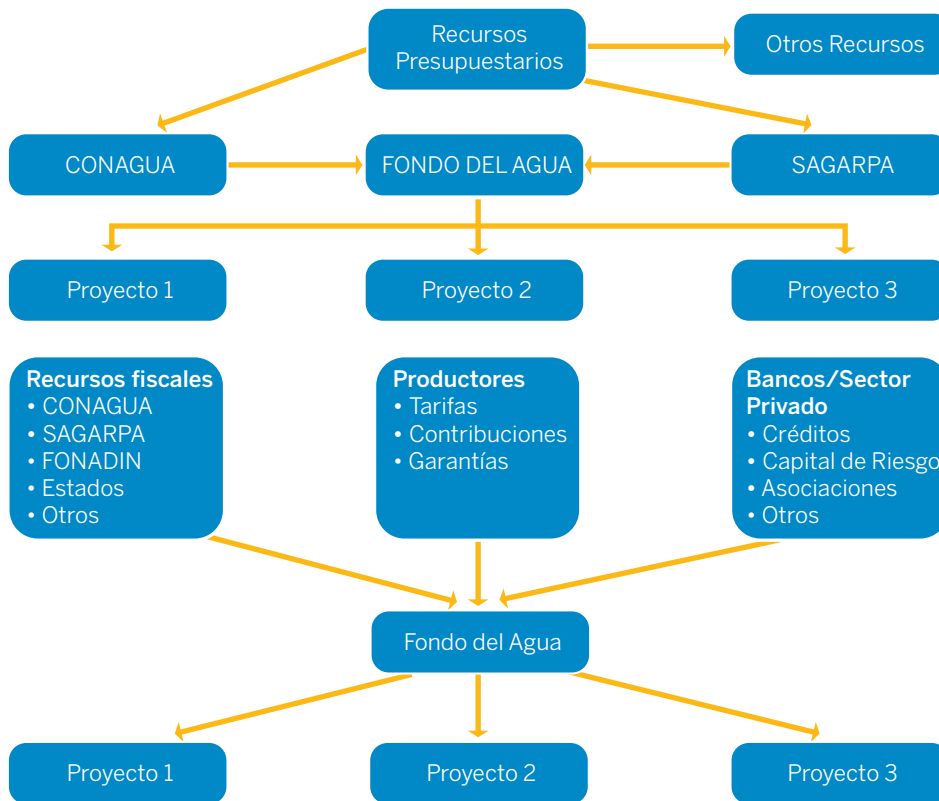 Recursos
Presupuestarios
Otros Recursos
CONAGUA
FONDO DEL AGUA
SAGARPA
Proyecto 1
Proyecto 2
Proyecto 3
Recursos fiscales
• CONAGUA
• SAGARPA
• FONADIN
• Estados
• Otros
Productores
• Tarifas
• Contribuciones
• Garantías
Bancos/Sector
Privado
• Créditos
• Capital de Riesgo
• Asociaciones
• Otros
Fondo del Agua
Proyecto 1
Proyecto 2
Proyecto 3